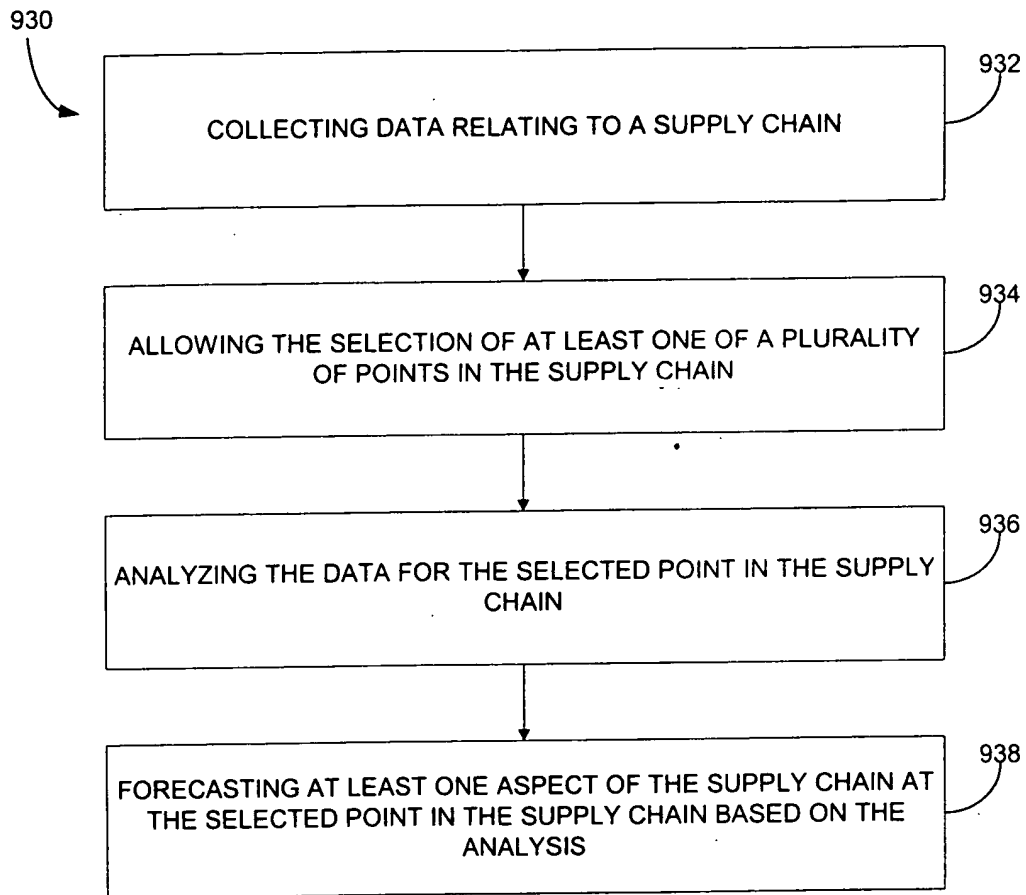 930
932
COLLECTING DATA RELATING TO A SUPPLY CHAIN
934
ALLOWING THE SELECTION OF AT LEAST ONE OF A PLURALITY
OF POINTS IN THE SUPPLY CHAIN
936
ANALYZING THE DATA FOR THE SELECTED POINT IN THE SUPPLY
CHAIN
938
FORECASTING AT LEAST ONE ASPECT OF THE SUPPLY CHAIN AT
THE SELECTED POINT IN THE SUPPLY CHAIN BASED ON THE
ANALYSIS